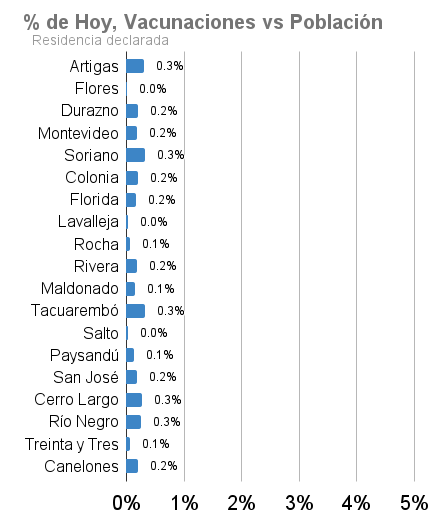 % de Hoy, Vacunaciones vs Población
Residencia declarada
Artigas 0.3%
Flores 0.0%
Durazno 0.2%
Montevideo 0.2%
Soriano 0.3%
Colonia 0.2%
Florida 0.2%
Lavalleja 0.0%
Rocha 0.1%
Rivera 0.2%
Maldonado 0.1%
Tacuarembó 0.3%
Salto 0.0%
Paysandú 0.1%
San José 0.2%
Cerro Largo 0.3%
Río Negro 0.3%
Treinta y Tres 0.1%
Canelones 0.2%
0% 1% 2% 3% 4% 5%